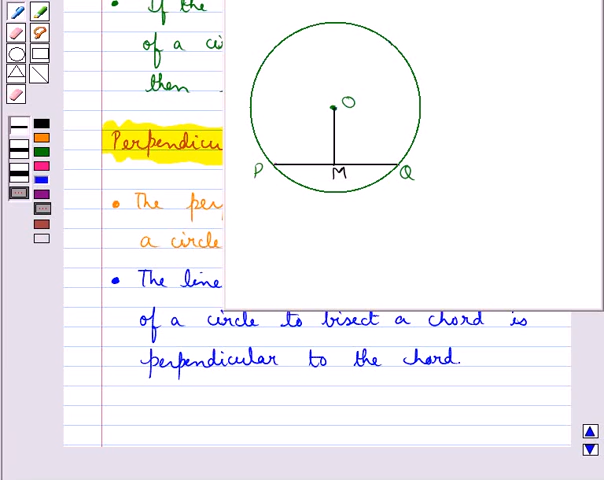 • If the
of a ci
then
Perpendicu
• The perp
a circle
• The line
of a circle to bisect a chord is
perpendicular to the chord.
O
P M Q